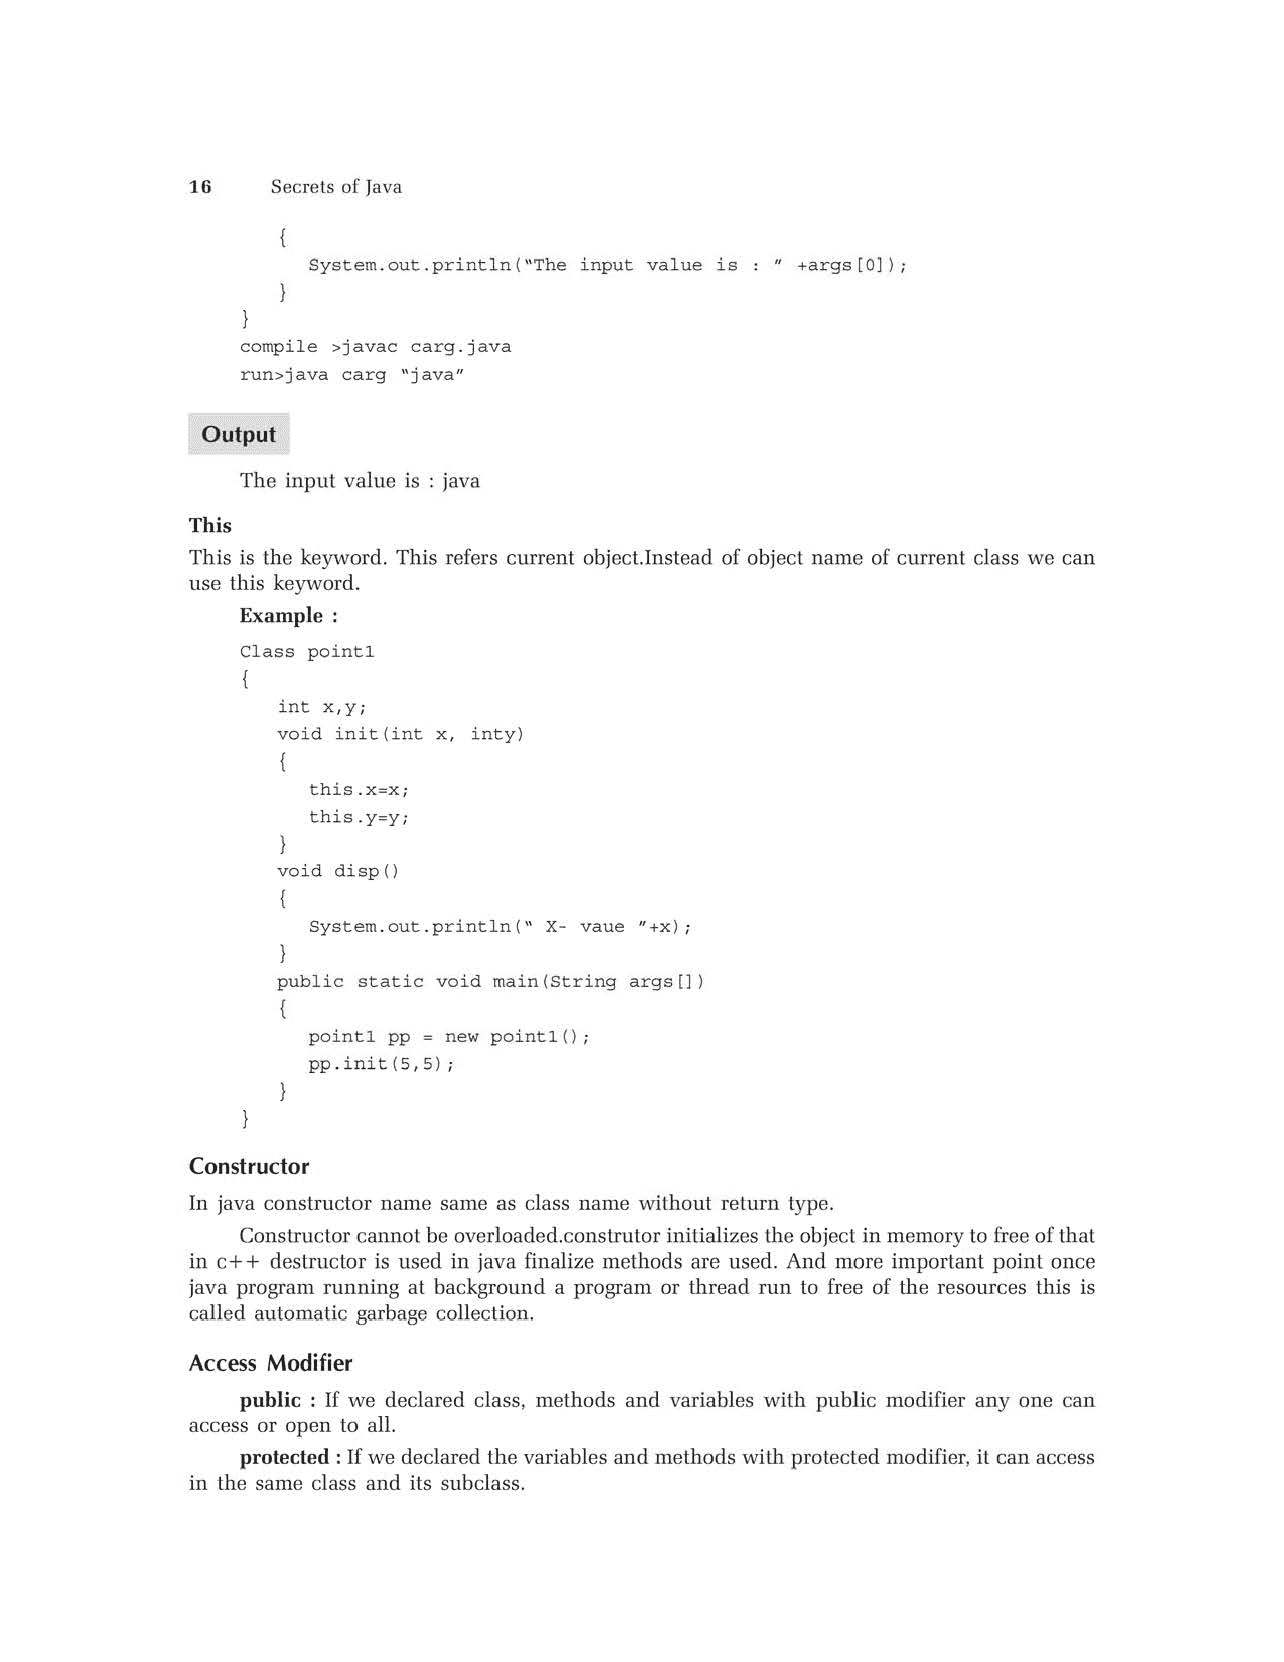 16 Secrets of Java
{
System.out.println(“The input value is : ” +args[0]);
}
}
compile >javac carg.java
run>java carg “java”
Output
The input value is : java
This
This is the keyword. This refers current object.Instead of object name of current class we can
use this keyword.
Example :
Class point1
{
int x,y;
void init(int x, inty)
{
this.x=x;
this.y=y;
}
void disp()
{
System.out.println(“ X- vaue ”+x);
}
public static void main(String args[])
{
point1 pp = new point1();
pp.init(5,5);
}
}
Constructor
In java constructor name same as class name without return type.
Constructor cannot be overloaded.construtor initializes the object in memory to free of that
in c++ destructor is used in java finalize methods are used. And more important point once
java program running at background a program or thread run to free of the resources this is
called automatic garbage collection.
Access Modifier
public : If we declared class, methods and variables with public modifier any one can
access or open to all.
protected : If we declared the variables and methods with protected modifier, it can access
in the same class and its subclass.